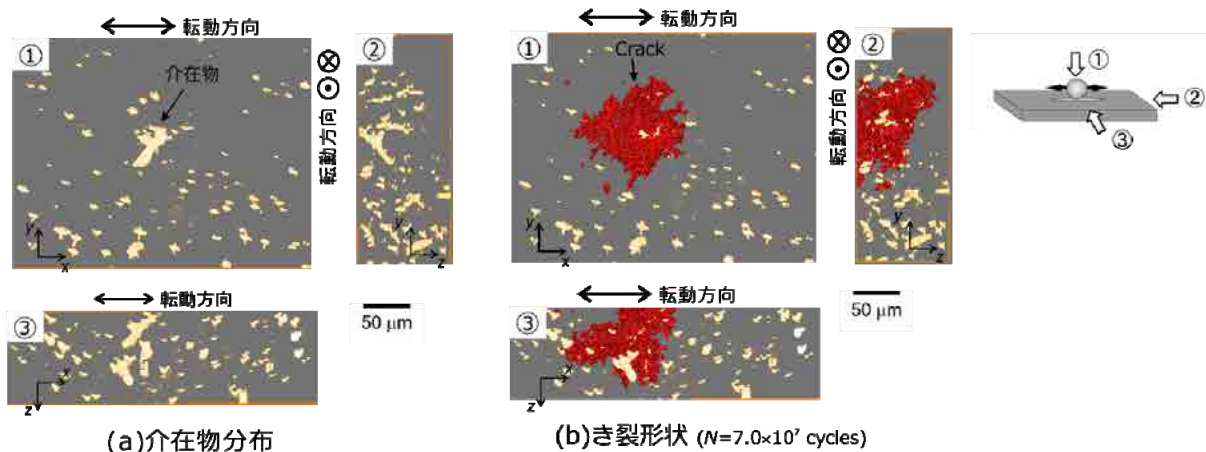 転動方向
①
介在物
y
x
転動方向
②
y
z
転動方向
③
x
z
50 μm
(a)介在物分布
転動方向
①
Crack
y
x
転動方向
②
y
z
転動方向
③
x
z
50 μm
(b)き裂形状 (N=7.0×10⁷ cycles)
①
②
③